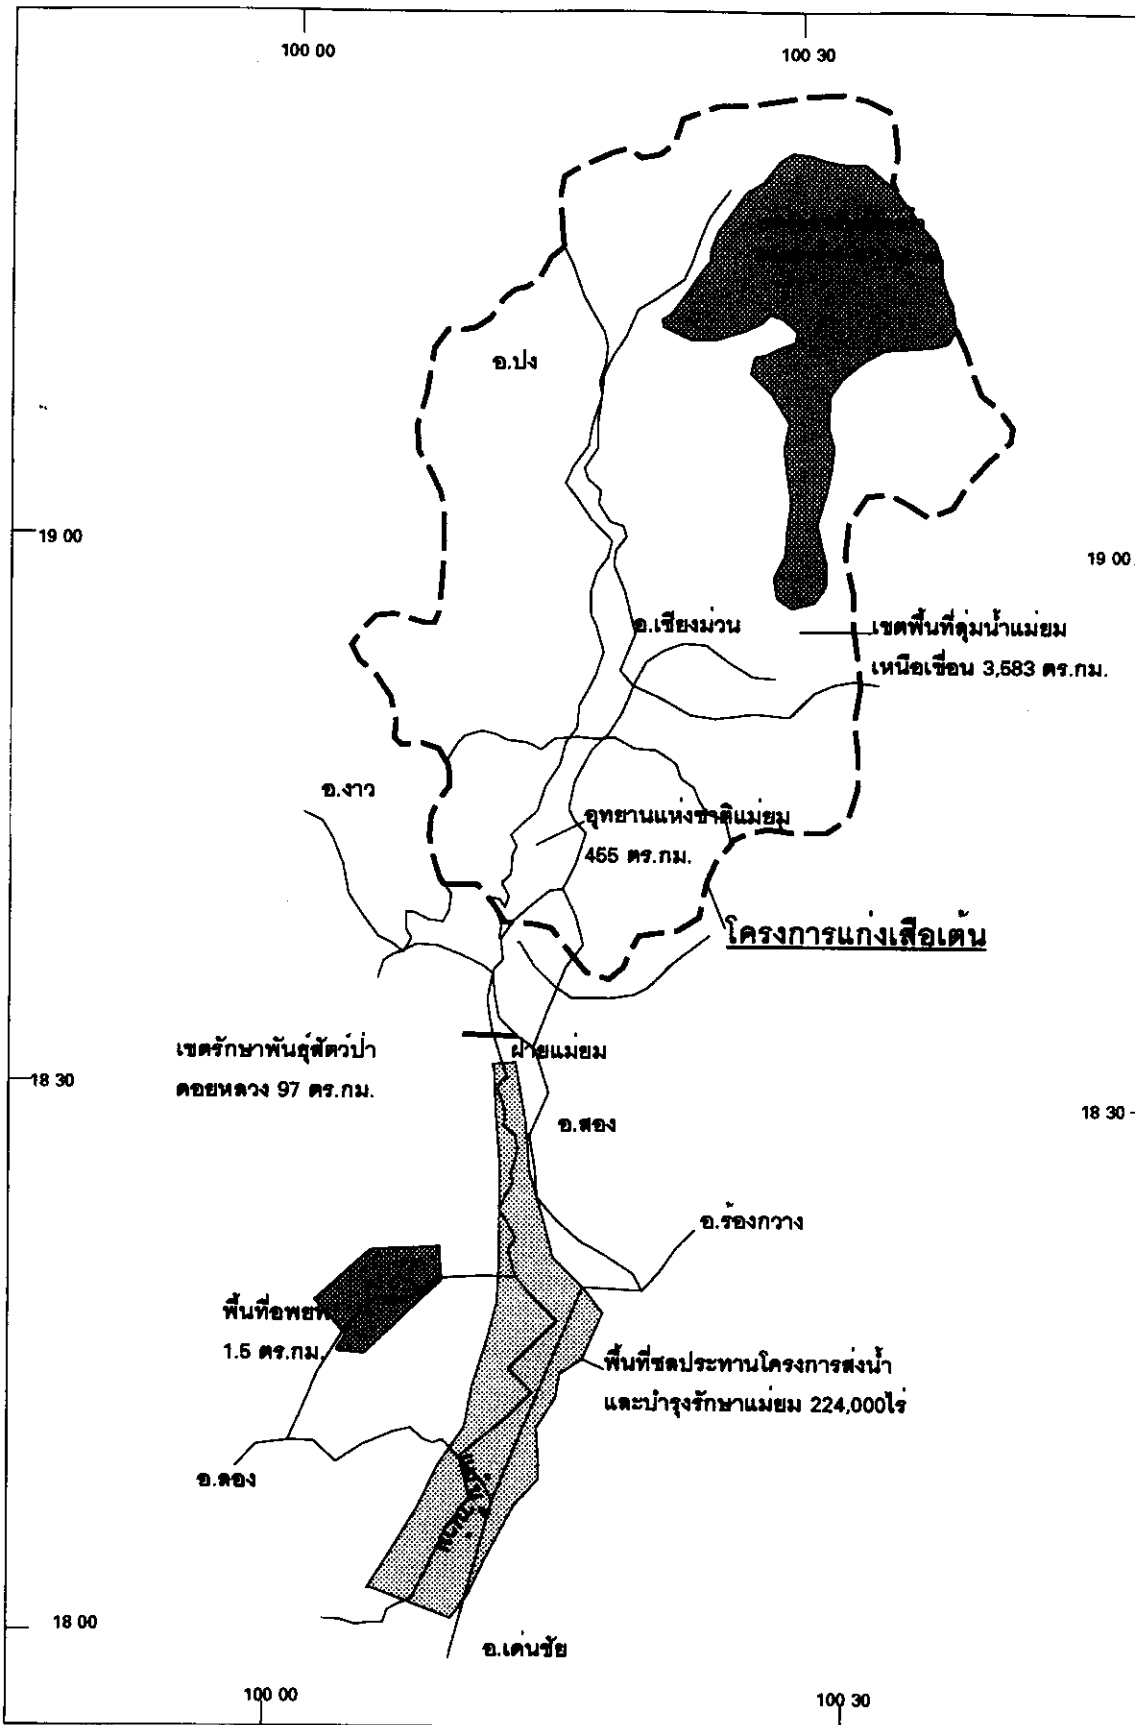 100 00
100 30
อ.ปง
19 00
19 00
อ.เชียงม่วน
เขตพื้นที่ลุ่มน้ำแม่ยม
เหนือเขื่อน 3,583 ตร.กม.
อ.งาว
อุทยานแห่งชาติแม่ยม
455 ตร.กม.
โครงการแก่งเสือเต้น
เขตรักษาพันธุ์สัตว์ป่า
ดอยหลวง 97 ตร.กม.
ฝายแม่ยม
18 30
18 30
อ.สอง
อ.ร้องกวาง
พื้นที่อพยพ
1.5 ตร.กม.
พื้นที่ชลประทานโครงการส่งน้ำ
และบำรุงรักษาแม่ยม 224,000ไร่
อ.ลอง
18 00
อ.เด่นชัย
100 00
100 30